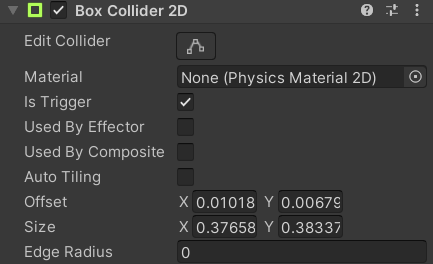 Box Collider 2D
Edit Collider
Material None (Physics Material 2D)
Is Trigger
Used By Effector
Used By Composite
Auto Tiling
Offset X 0.01018 Y 0.00679
Size X 0.37658 Y 0.38337
Edge Radius 0